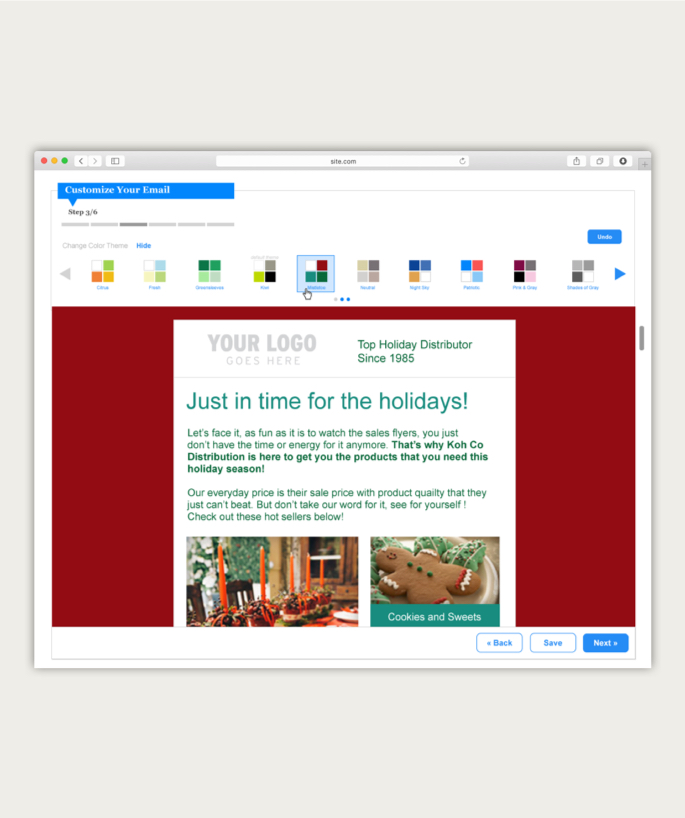 site.com
Customize Your Email
Step 3/6
Undo
Change Color Theme Hide
default theme
Citrus
Fresh
Greensleeves
Kiwi
Mistletoe
Neutral
Night Sky
Patriotic
Pink & Gray
Shades of Gray
YOUR LOGO
GOES HERE
Top Holiday Distributor
Since 1985
Just in time for the holidays!
Let's face it, as fun as it is to watch the sales flyers, you just
don't have the time or energy for it anymore. That's why Koh Co
Distribution is here to get you the products that you need this
holiday season!
Our everyday price is their sale price with product quailty that they
just can't beat. But don't take our word for it, see for yourself !
Check out these hot sellers below!
Cookies and Sweets
« Back
Save
Next »